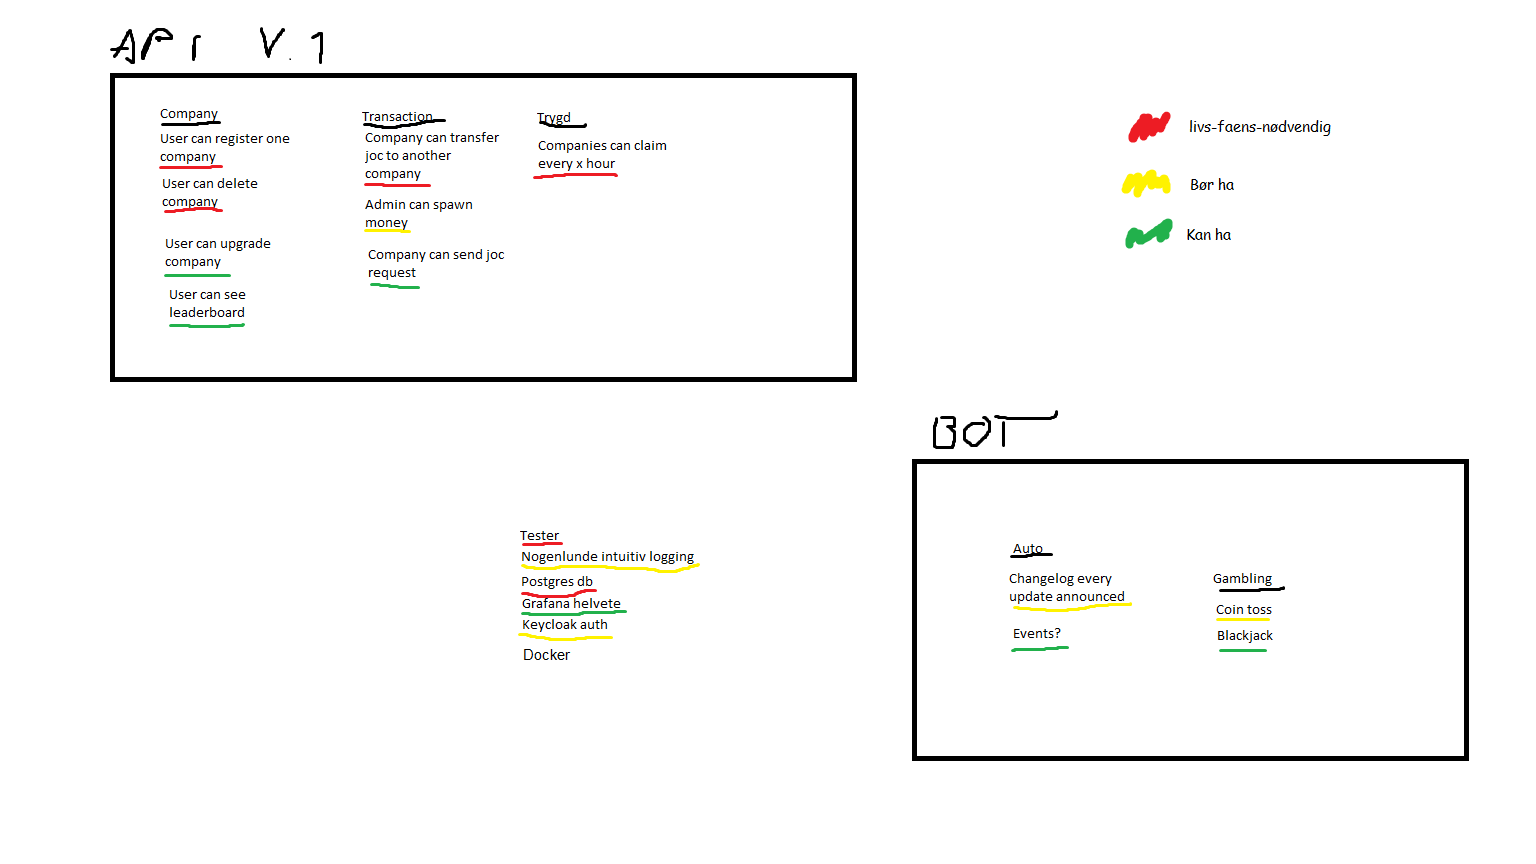 API V.1
Company
User can register one
company
User can delete
company
User can upgrade
company
User can see
leaderboard
Transaction
Company can transfer
joc to another
company
Admin can spawn
money
Company can send joc
request
Trygd
Companies can claim
every x hour
livs-faens-nødvendig
Bør ha
Kan ha
Tester
Nogenlunde intuitiv logging
Postgres db
Grafana helvete
Keycloak auth
Docker
BOT
Auto
Changelog every
update announced
Events?
Gambling
Coin toss
Blackjack